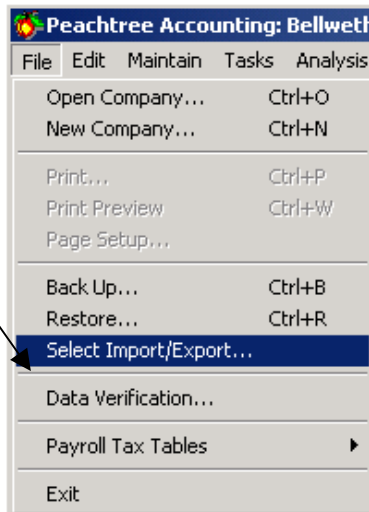 Peachtree Accounting: Bellweth
File Edit Maintain Tasks Analysis
Open Company... Ctrl+O
New Company... Ctrl+N
Print... Ctrl+P
Print Preview Ctrl+W
Page Setup...
Back Up... Ctrl+B
Restore... Ctrl+R
Select Import/Export...
Data Verification...
Payroll Tax Tables
Exit